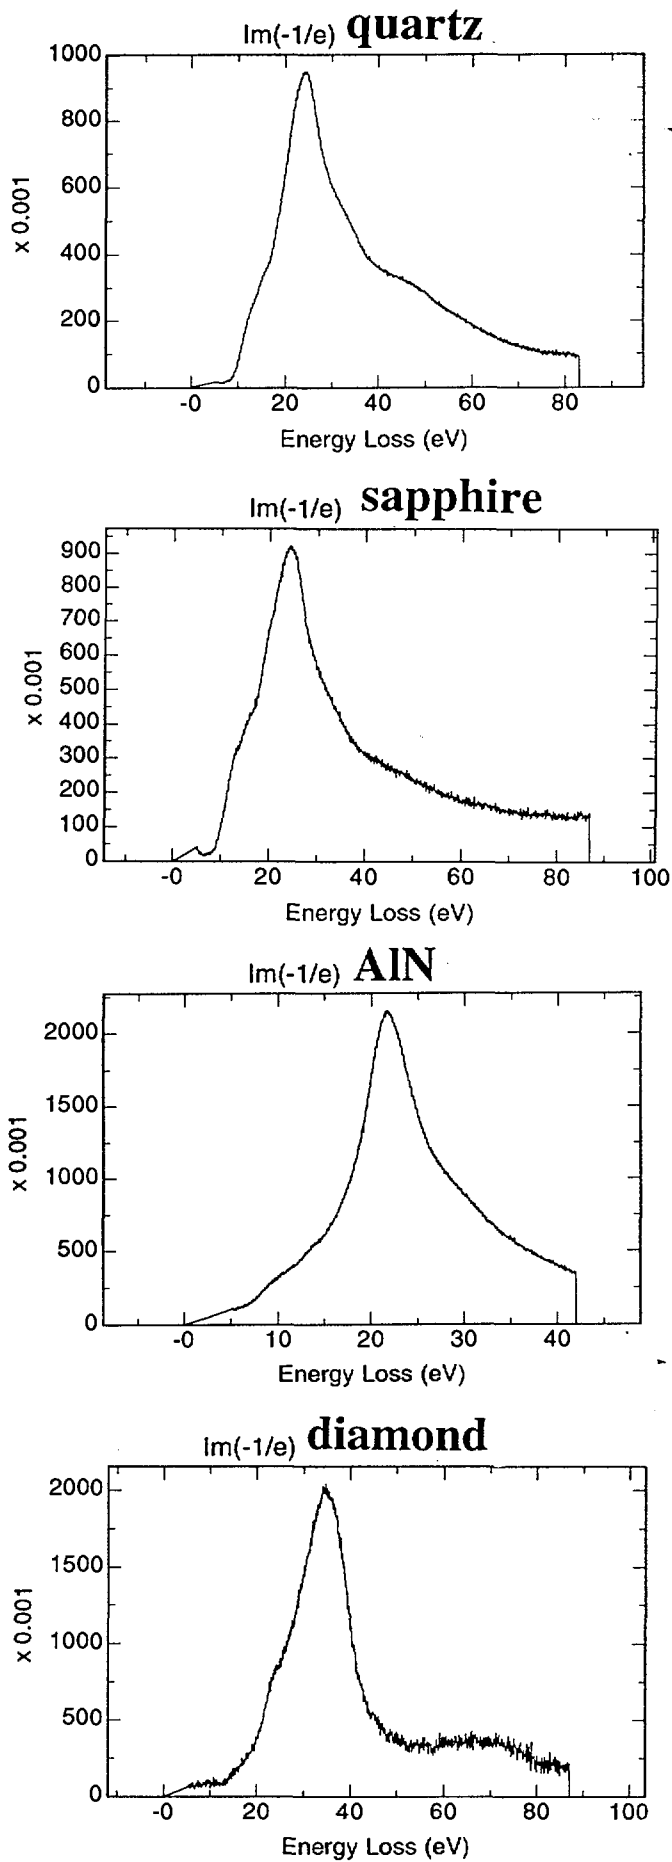 Im(-1/e) quartz
1000
800
600
400
200
0
x 0.001
-0 20 40 60 80
Energy Loss (eV)
Im(-1/e) sapphire
900
800
700
600
500
400
300
200
100
0
x 0.001
-0 20 40 60 80 100
Energy Loss (eV)
Im(-1/e) AlN
2000
1500
1000
500
0
x 0.001
-0 10 20 30 40
Energy Loss (eV)
Im(-1/e) diamond
2000
1500
1000
500
0
x 0.001
-0 20 40 60 80 100
Energy Loss (eV)